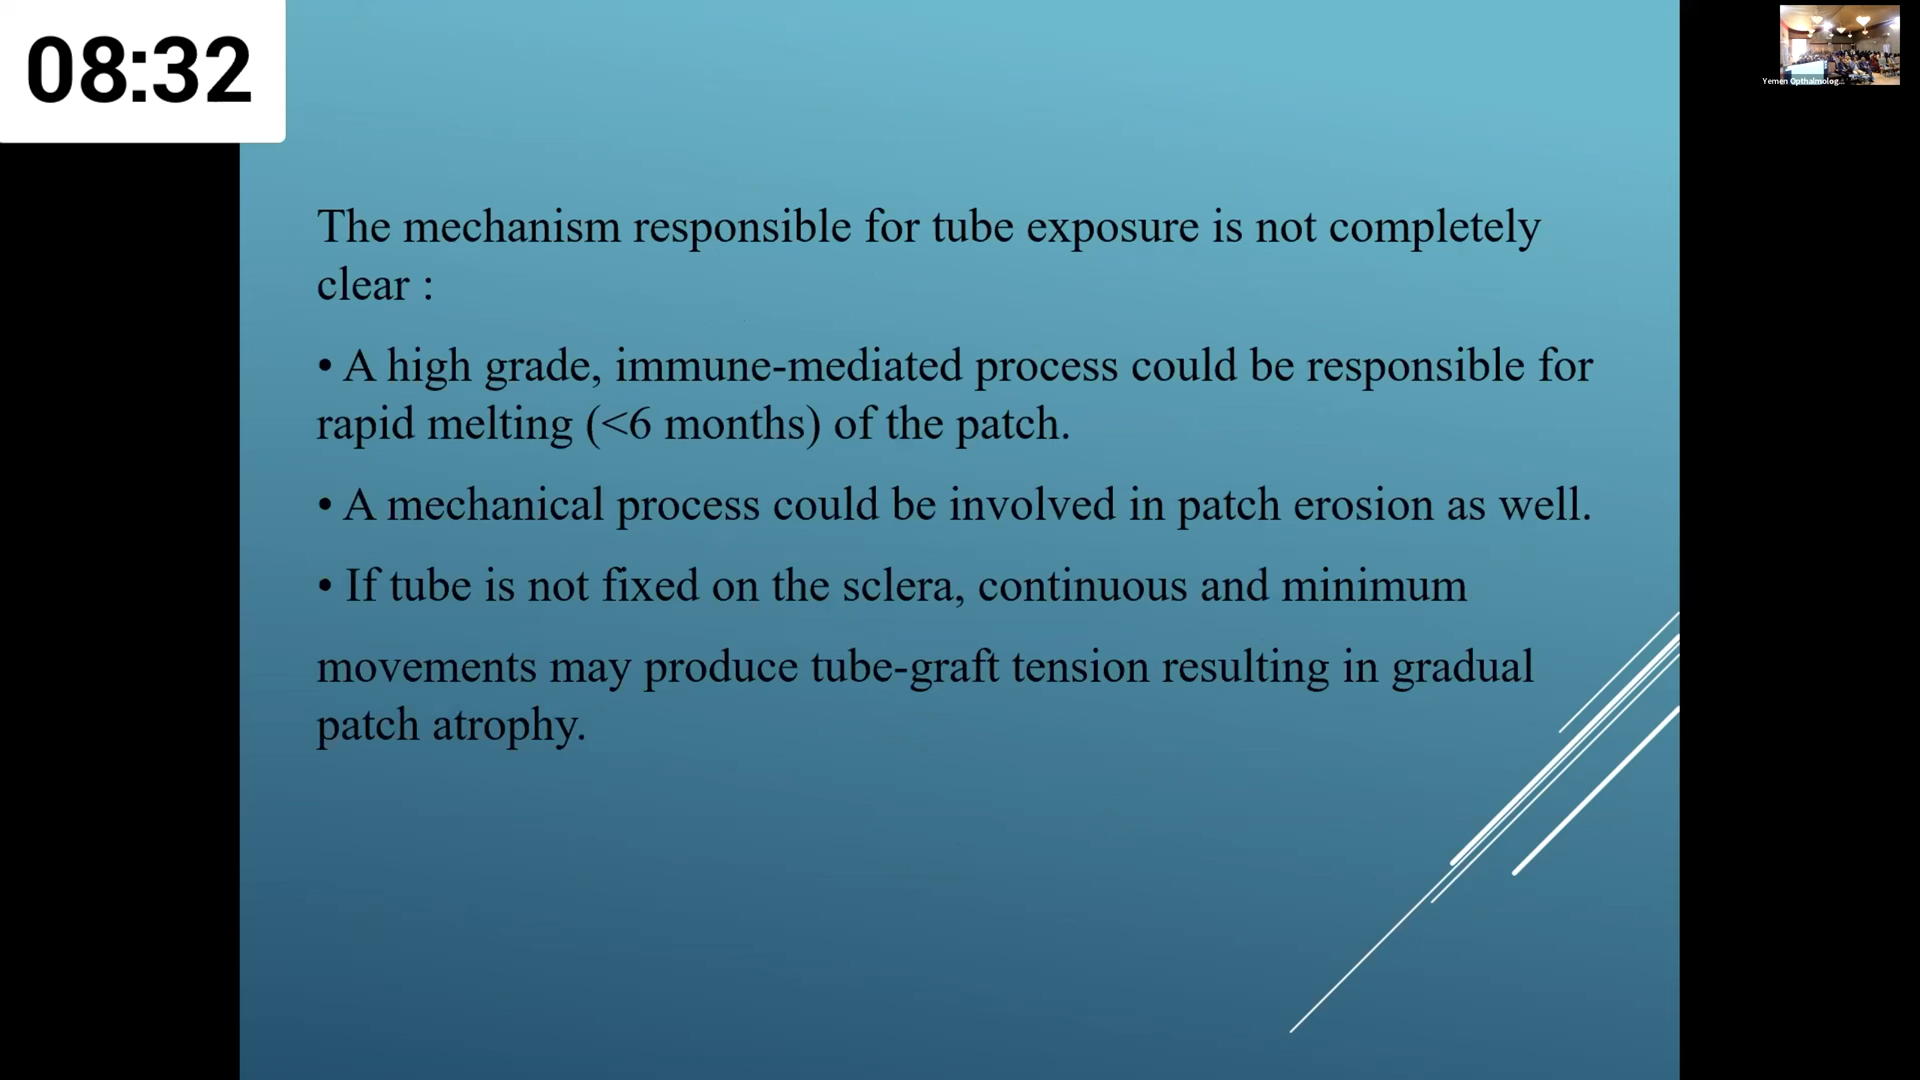 08:32
Yemen Opthalmolog...
The mechanism responsible for tube exposure is not completely
clear :
• A high grade, immune-mediated process could be responsible for
rapid melting (<6 months) of the patch.
• A mechanical process could be involved in patch erosion as well.
• If tube is not fixed on the sclera, continuous and minimum
movements may produce tube-graft tension resulting in gradual
patch atrophy.